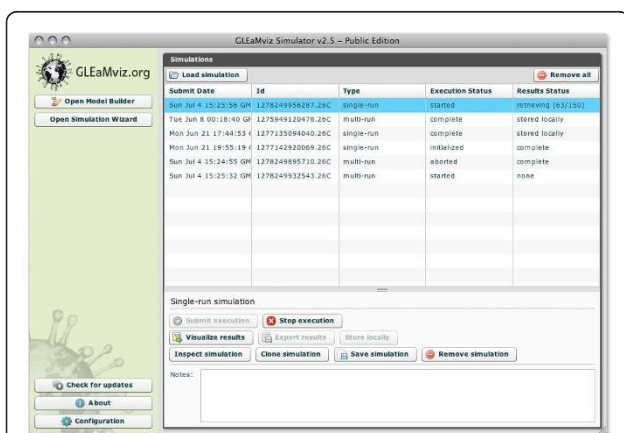 GLEaMviz Simulator v2.5 – Public Edition
GLEaMviz.org
Open Model Builder
Open Simulation Wizard
Simulations
Load simulation
Remove all
Submit Date Id Type Execution Status Results Status
Sun Jul 4 15:25:56 GM 1278249956287.26C single-run started retrieving [63/150]
Tue Jun 8 00:16:40 GM 1275949120478.26C multi-run complete stored locally
Mon Jun 21 17:44:53 1277135094040.26C single-run complete stored locally
Mon Jun 21 19:55:19 1277142920069.26C single-run initialized complete
Sun Jul 4 15:24:55 GM 1278249895710.26C multi-run aborted complete
Sun Jul 4 15:25:32 GM 1278249932543.26C multi-run started none
Single-run simulation
Submit execution
Stop execution
Visualize results
Export results
Store locally
Inspect simulation
Clone simulation
Save simulation
Remove simulation
Notes:
Check for updates
About
Configuration